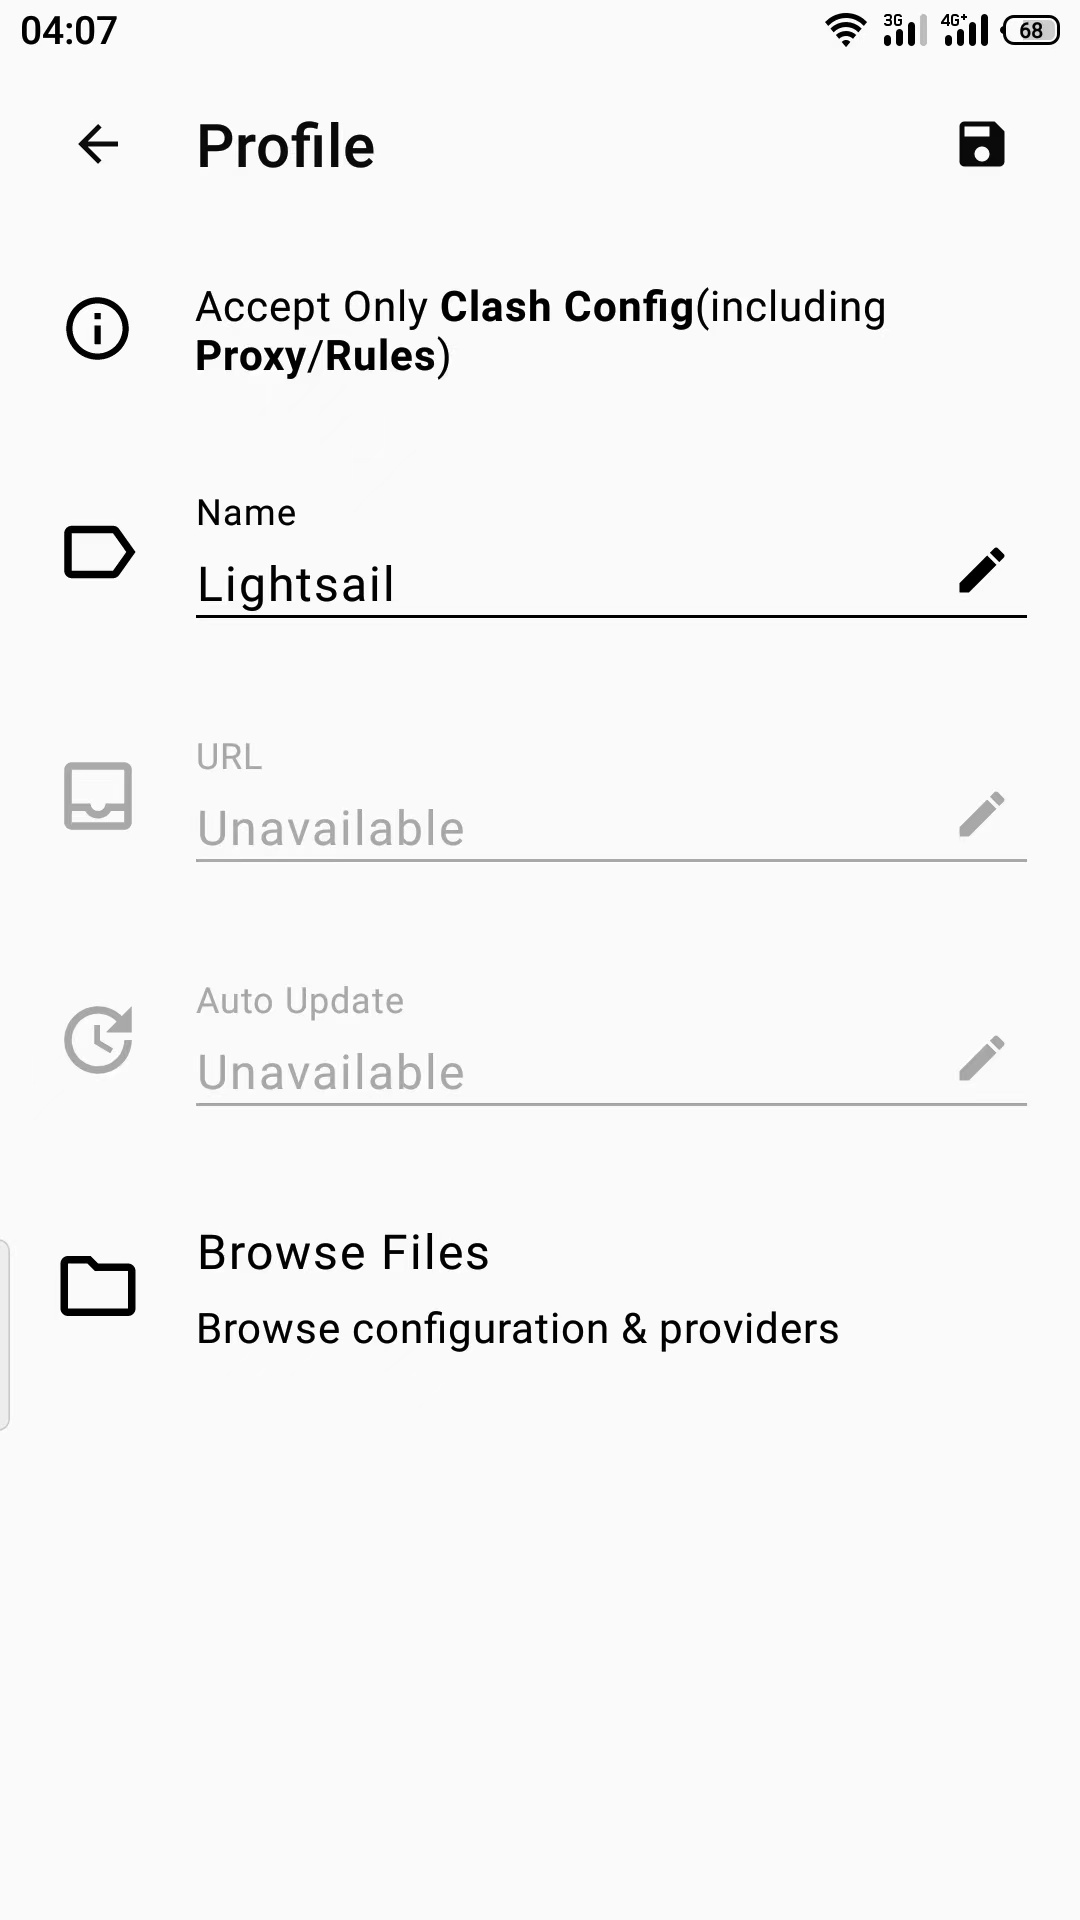 04:07
3G 4G+ 68
Profile
Accept Only Clash Config(including
Proxy/Rules)
Name
Lightsail
URL
Unavailable
Auto Update
Unavailable
Browse Files
Browse configuration & providers